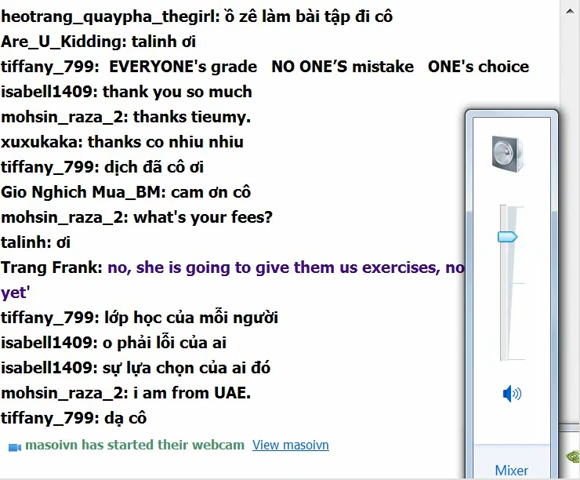 heotrang_quaypha_thegirl: ồ zê làm bài tập đi cô
Are_U_Kidding: talinh ơi
tiffany_799: EVERYONE's grade NO ONE’S mistake ONE's choice
isabell1409: thank you so much
mohsin_raza_2: thanks tieumy.
xuxukaka: thanks co nhiu nhiu
tiffany_799: dịch đã cô ơi
Gio Nghich Mua_BM: cam ơn cô
mohsin_raza_2: what's your fees?
talinh: ơi
Trang Frank: no, she is going to give them us exercises, no
yet'
tiffany_799: lớp học của mỗi người
isabell1409: o phải lỗi của ai
isabell1409: sự lựa chọn của ai đó
mohsin_raza_2: i am from UAE.
tiffany_799: dạ cô
masoivn has started their webcam View masoivn
Mixer